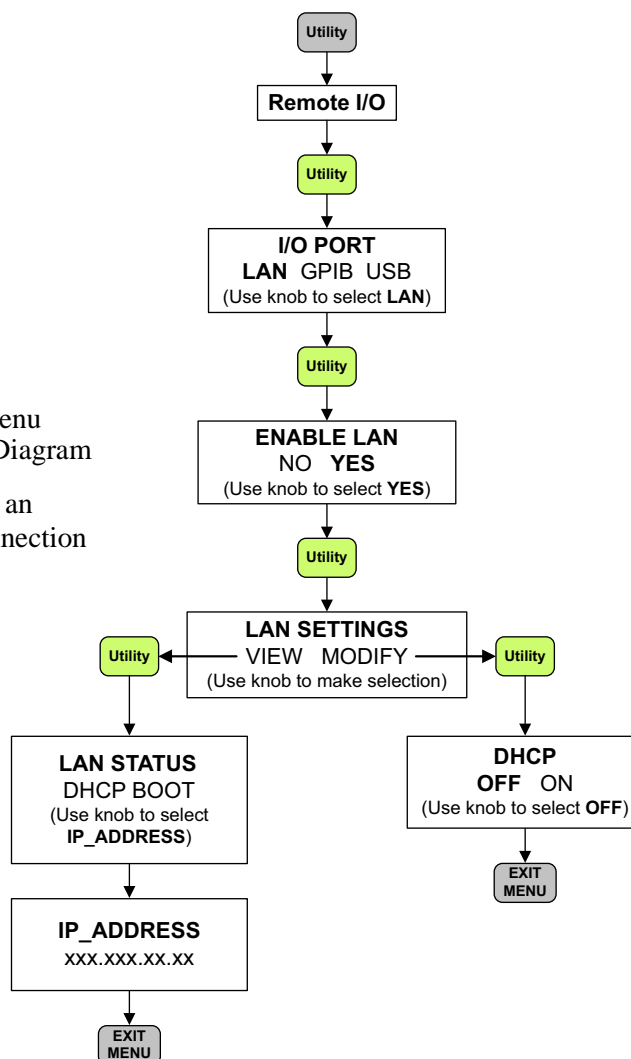 Utility
Remote I/O
Utility
I/O PORT
LAN GPIB USB
(Use knob to select LAN)
Utility
enu
Diagram
an
nection
ENABLE LAN
NO YES
(Use knob to select YES)
Utility
LAN SETTINGS
Utility
VIEW MODIFY
Utility
(Use knob to make selection)
LAN STATUS
DHCP BOOT
(Use knob to select
IP_ADDRESS)
DHCP
OFF ON
(Use knob to select OFF)
EXIT
MENU
IP_ADDRESS
xxx.xxx.xx.xx
EXIT
MENU